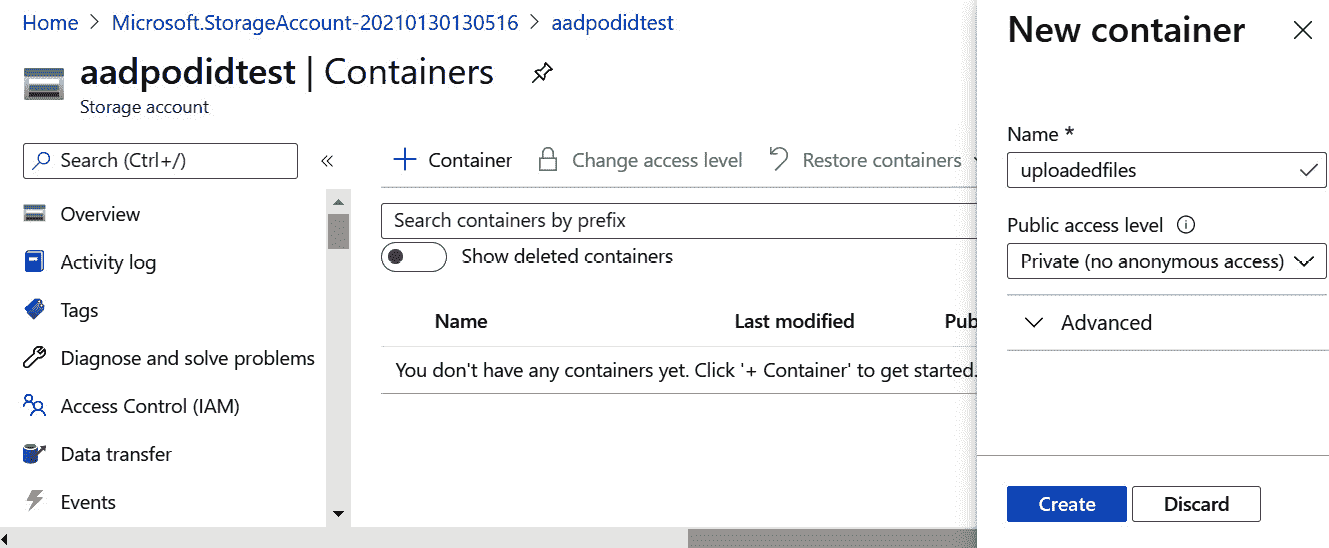 Home > Microsoft.StorageAccount-20210130130516 > aadpodidtest
aadpodidtest | Containers
Storage account
Search (Ctrl+/)
«
Overview
Activity log
Tags
Diagnose and solve problems
Access Control (IAM)
Data transfer
Events
+ Container
Change access level
Restore containers
Search containers by prefix
Show deleted containers
Name Last modified Pub
You don't have any containers yet. Click '+ Container' to get started.
New container
Name *
uploadedfiles
Public access level
Private (no anonymous access)
Advanced
Create Discard